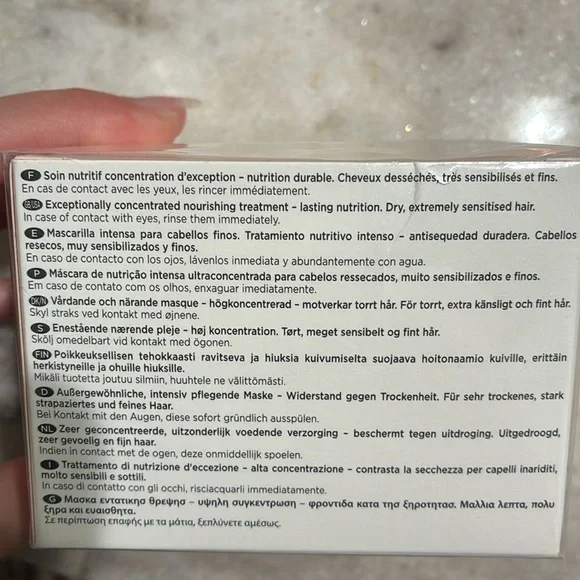 F Soin nutritif concentration d'exception – nutrition durable. Cheveux desséchés, très sensibilisés et fins.
En cas de contact avec les yeux, les rincer immédiatement.
GB/USA Exceptionally concentrated nourishing treatment – lasting nutrition. Dry, extremely sensitised hair.
In case of contact with eyes, rinse them immediately.
E Mascarilla intensa para cabellos finos. Tratamiento nutritivo intenso – antisequedad duradera. Cabellos
resecos, muy sensibilizados y finos.
En caso de contacto con los ojos, lávenlos inmediata y abundantemente con agua.
P Máscara de nutrição intensa ultraconcentrada para cabelos ressecados, muito sensibilizados e finos.
Em caso de contato com os olhos, enxaguar imediatamente.
DK/N Vårdande och närande masque – högkoncentrerad – motverkar torrt hår. För torrt, extra känsligt och fint hår.
Skyl straks ved kontakt med øjnene.
S Enestående nærende pleje – høj koncentration. Tørt, meget sensibelt og fint hår.
Skölj omedelbart vid kontakt med ögonen.
FIN Poikkeuksellisen tehokkaasti ravitseva ja hiuksia kuivumiselta suojaava hoitonaamio kuiville, erittäin
herkistyneille ja ohuille hiuksille.
Mikäli tuotetta joutuu silmiin, huuhtele ne välittömästi.
D Außergewöhnliche, intensiv pflegende Maske – Widerstand gegen Trockenheit. Für sehr trockenes, stark
strapaziertes und feines Haar.
Bei Kontakt mit den Augen, diese sofort gründlich ausspülen.
NL Zeer geconcentreerde, uitzonderlijk voedende verzorging – beschermt tegen uitdroging. Uitgedroogd,
zeer gevoelig en fijn haar.
Indien in contact met de ogen, deze onmiddellijk spoelen.
I Trattamento di nutrizione d'eccezione – alta concentrazione – contrasta la secchezza per capelli inariditi,
molto sensibili e sottili.
In caso di contatto con gli occhi, risciacquarli immediatamente.
G Μασκα εντατικησ θρεψησ – υψηλη συγκεντρωση – φροντιδα κατα τησ ξηροτητασ. Μαλλια λεπτα, πολυ
ξηρα και ευαισθητα.
Σε περίπτωση επαφής με τα μάτια, ξεπλύνετε αμέσως.